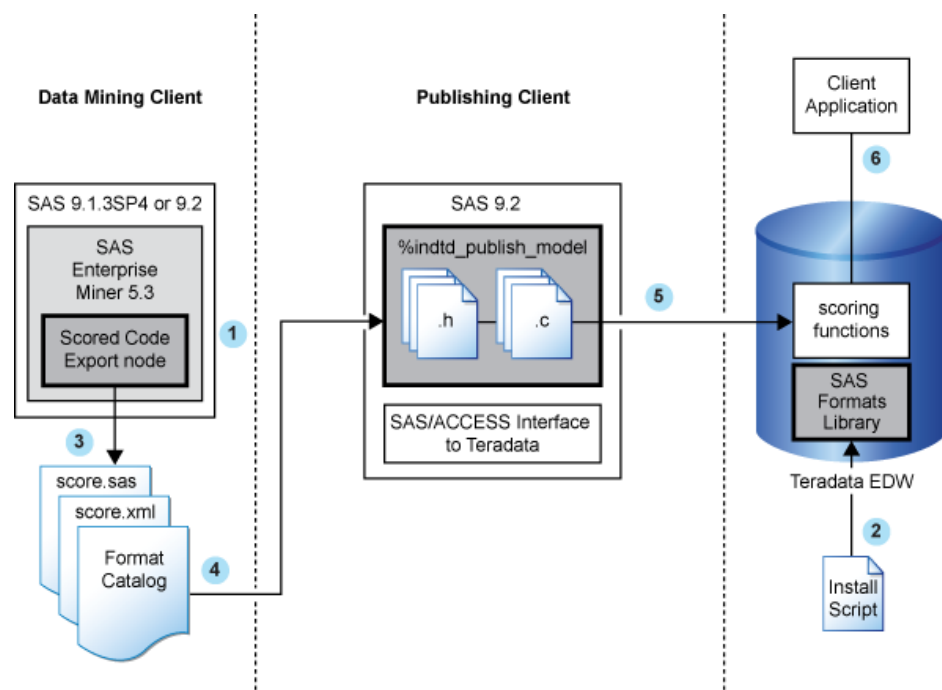 Data Mining Client
SAS 9.1.3SP4 or 9.2
SAS
Enterprise
Miner 5.3
Scored Code
Export node
1
3
score.sas
score.xml
Format
Catalog
4
Publishing Client
SAS 9.2
%indtd_publish_model
.h
.c
5
SAS/ACCESS Interface
to Teradata
Client
Application
6
scoring
functions
SAS
Formats
Library
Teradata EDW
2
Install
Script